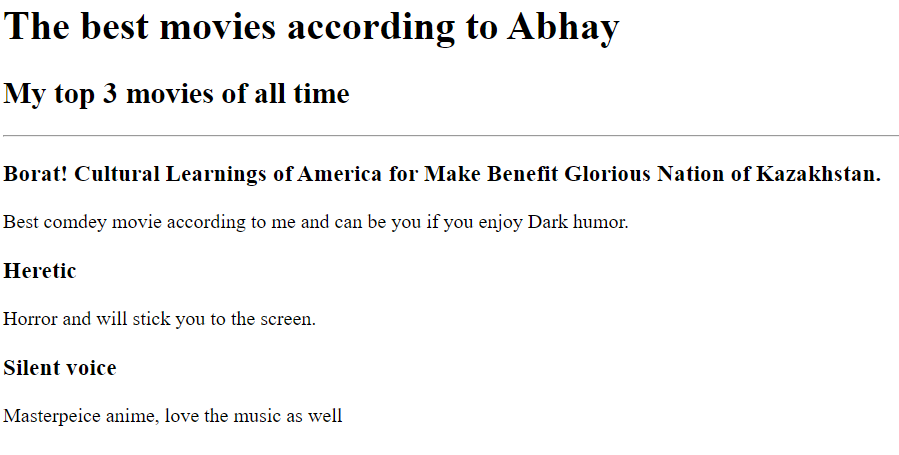 The best movies according to Abhay
My top 3 movies of all time
Borat! Cultural Learnings of America for Make Benefit Glorious Nation of Kazakhstan.
Best comdey movie according to me and can be you if you enjoy Dark humor.
Heretic
Horror and will stick you to the screen.
Silent voice
Masterpeice anime, love the music as well